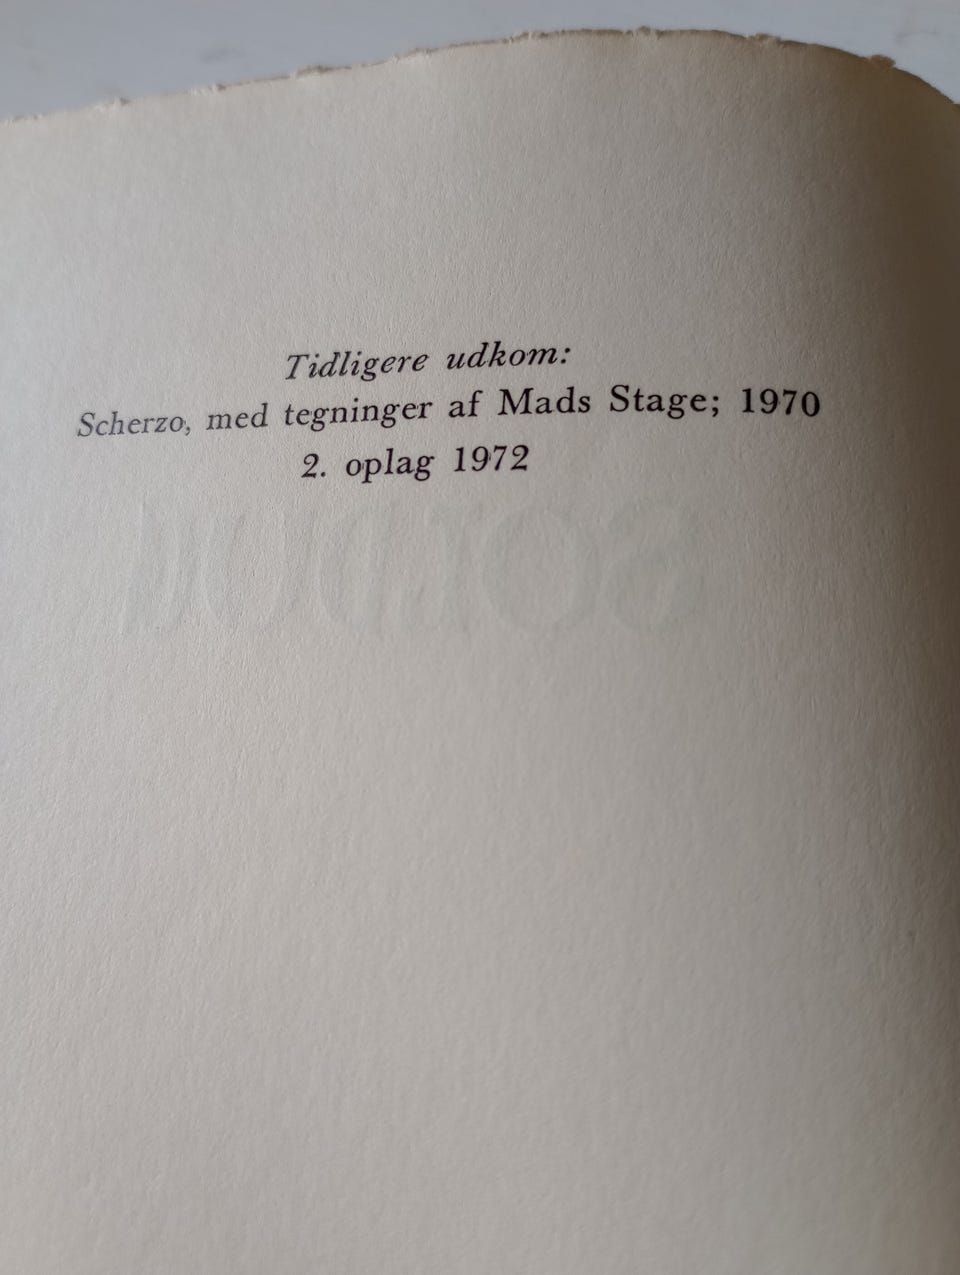 Tidligere udkom:
Scherzo, med tegninger af Mads Stage; 1970
2. oplag 1972